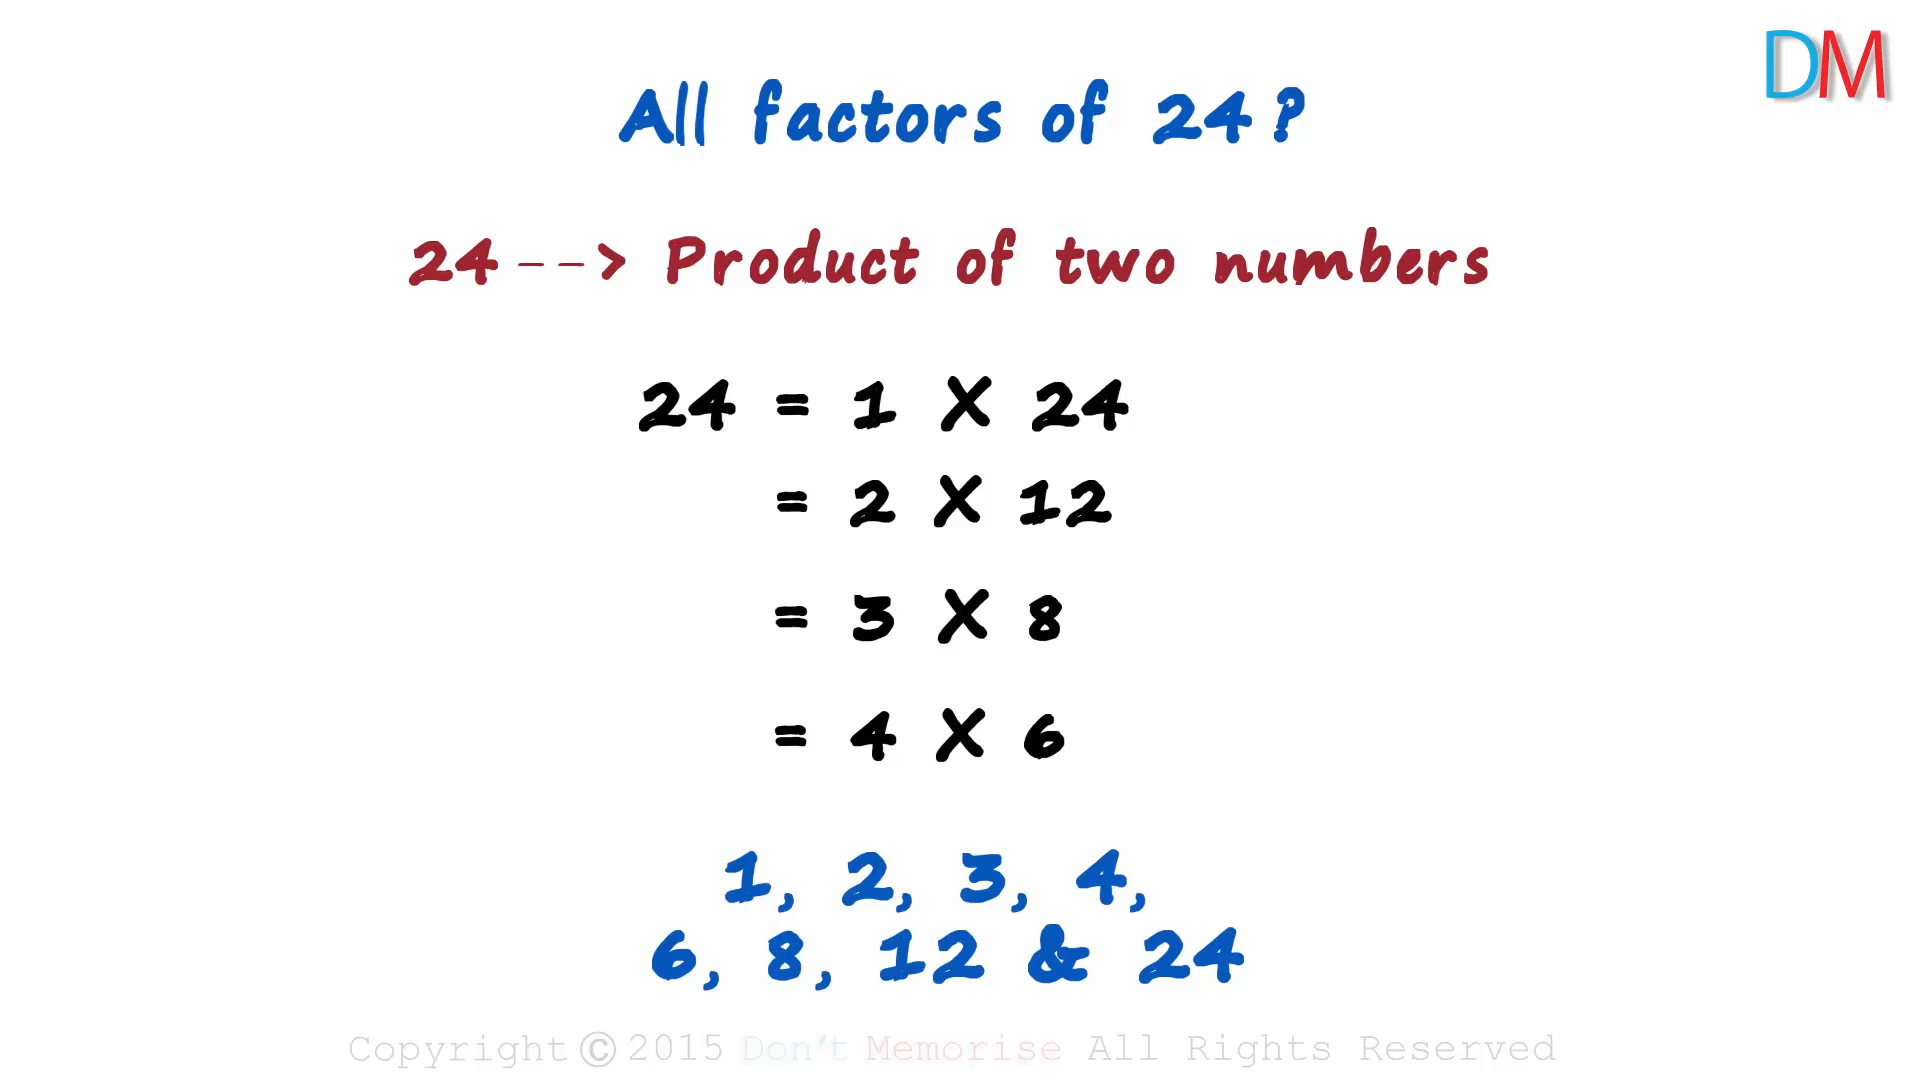 DM
All factors of 24?
24 --> Product of two numbers
24 = 1 X 24
= 2 X 12
= 3 X 8
= 4 X 6
1, 2, 3, 4,
6, 8, 12 & 24
Copyright © 2015 Don't Memorise All Rights Reserved